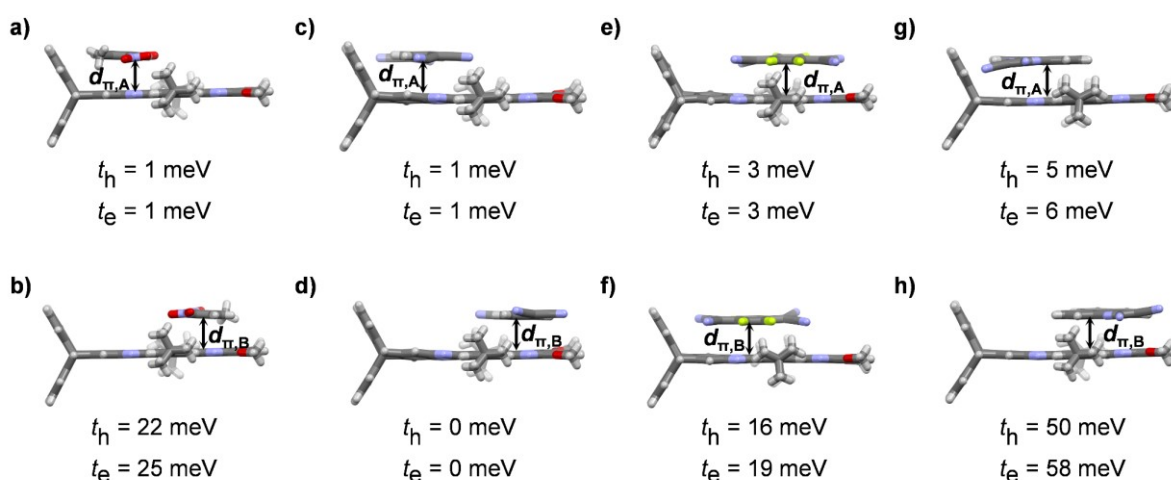 a) c) e) g)
dπ,A dπ,A dπ,A dπ,A
th = 1 meV th = 1 meV th = 3 meV th = 5 meV
te = 1 meV te = 1 meV te = 3 meV te = 6 meV
b) d) f) h)
dπ,B dπ,B dπ,B dπ,B
th = 22 meV th = 0 meV th = 16 meV th = 50 meV
te = 25 meV te = 0 meV te = 19 meV te = 58 meV